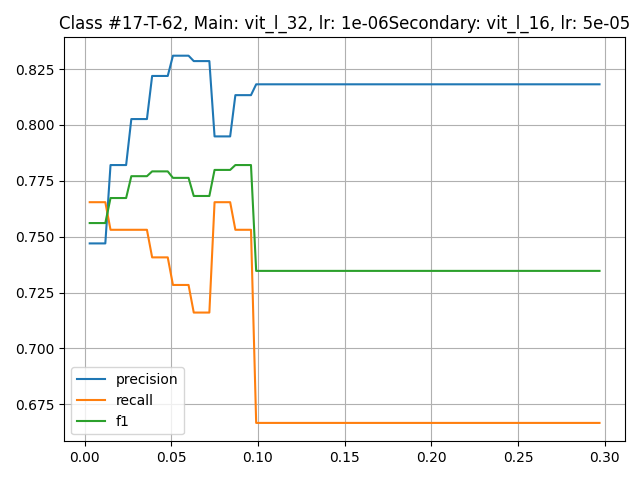 Class #17-T-62, Main: vit_l_32, lr: 1e-06Secondary: vit_l_16, lr: 5e-05
0.825
0.800
0.775
0.750
0.725
0.700
0.675
precision
recall
f1
0.00 0.05 0.10 0.15 0.20 0.25 0.30